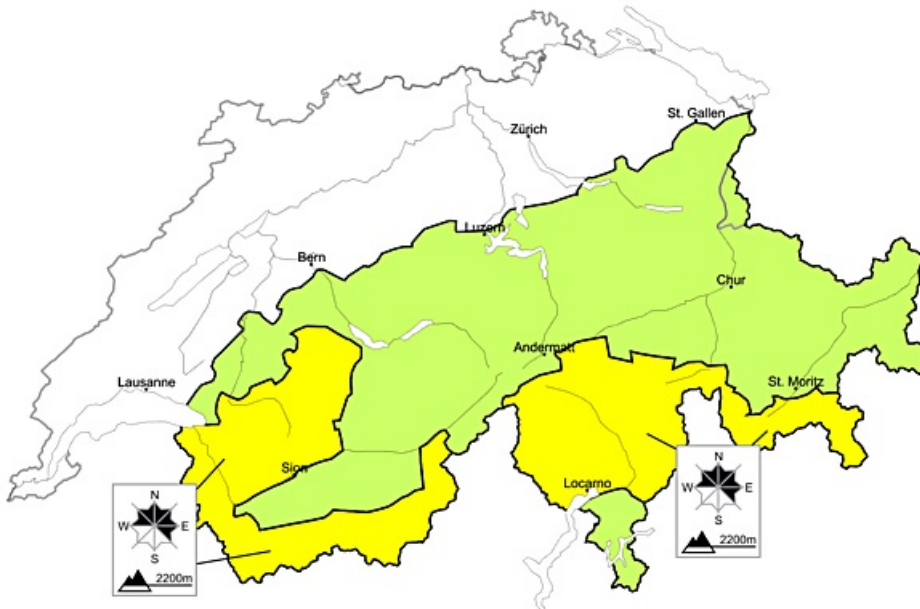 St. Gallen
Zürich
Luzern
Bern
Chur
Andermatt
Lausanne
St. Moritz
Sion
Locarno
N
W E
S
2200m
N
W E
S
2200m